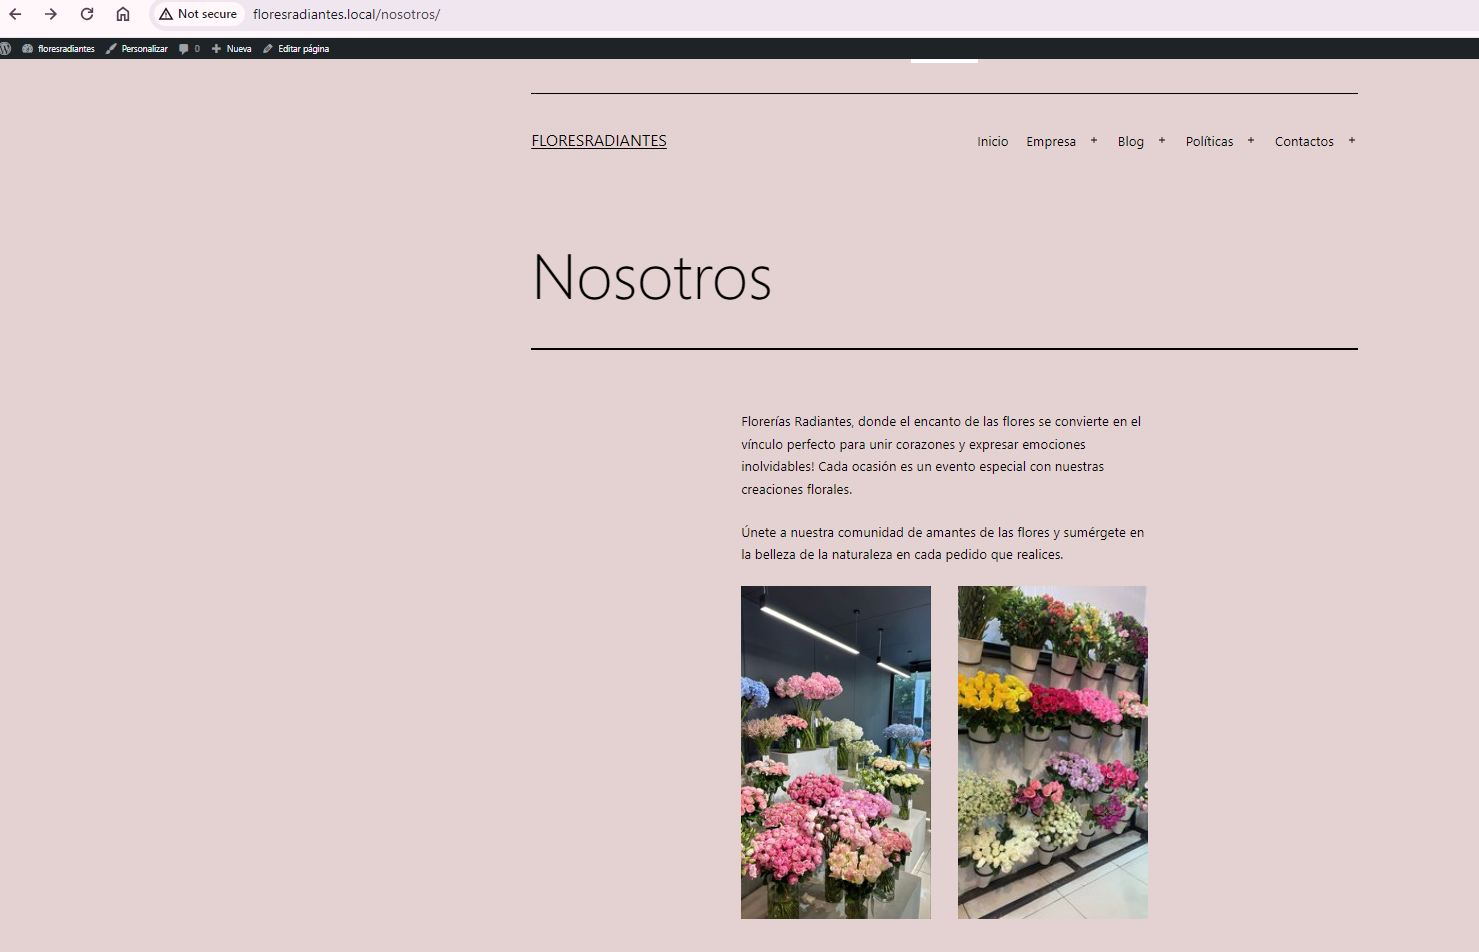 Not secure floresradiantes.local/nosotros/
floresradiantes Personalizar 0 Nueva Editar página
FLORESRADIANTES Inicio Empresa + Blog + Políticas + Contactos +
Nosotros
Florerías Radiantes, donde el encanto de las flores se convierte en el
vínculo perfecto para unir corazones y expresar emociones
inolvidables! Cada ocasión es un evento especial con nuestras
creaciones florales.
Únete a nuestra comunidad de amantes de las flores y sumérgete en
la belleza de la naturaleza en cada pedido que realices.